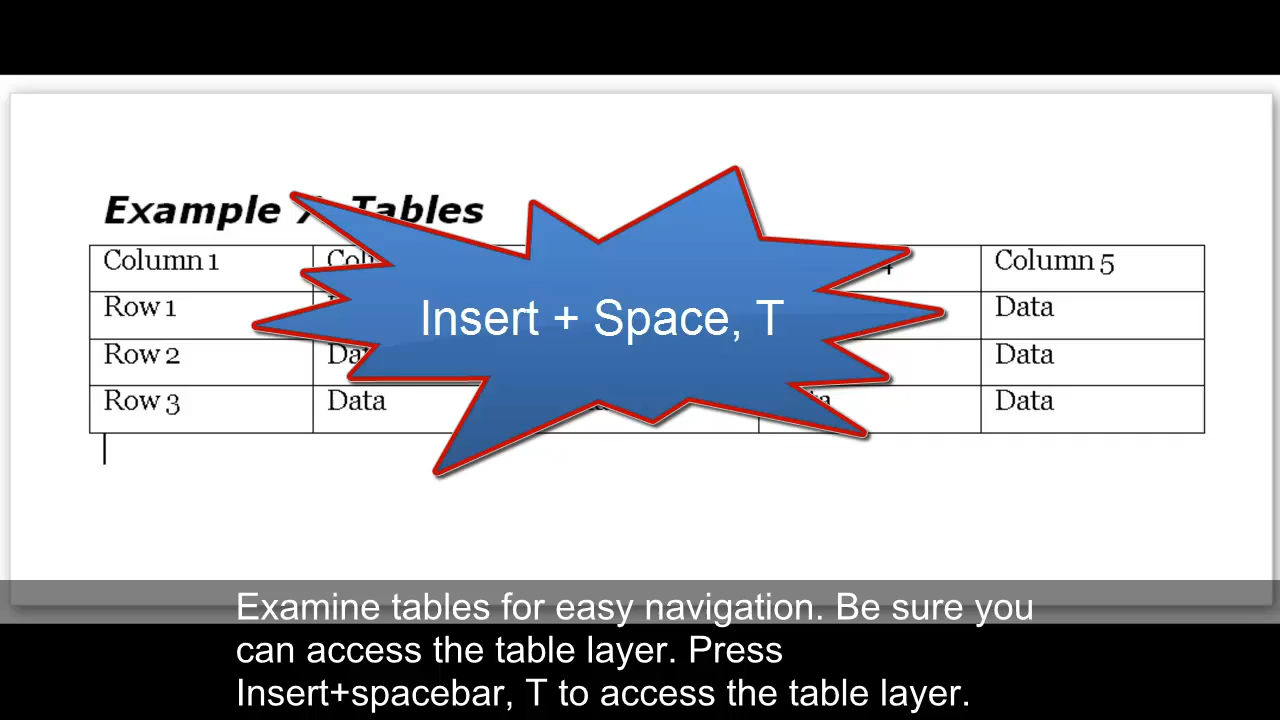 Example Tables
Column 1 Column 5
Row 1 Data
Row 2 Data
Row 3 Data Data
Insert + Space, T
Examine tables for easy navigation. Be sure you
can access the table layer. Press
Insert+spacebar, T to access the table layer.